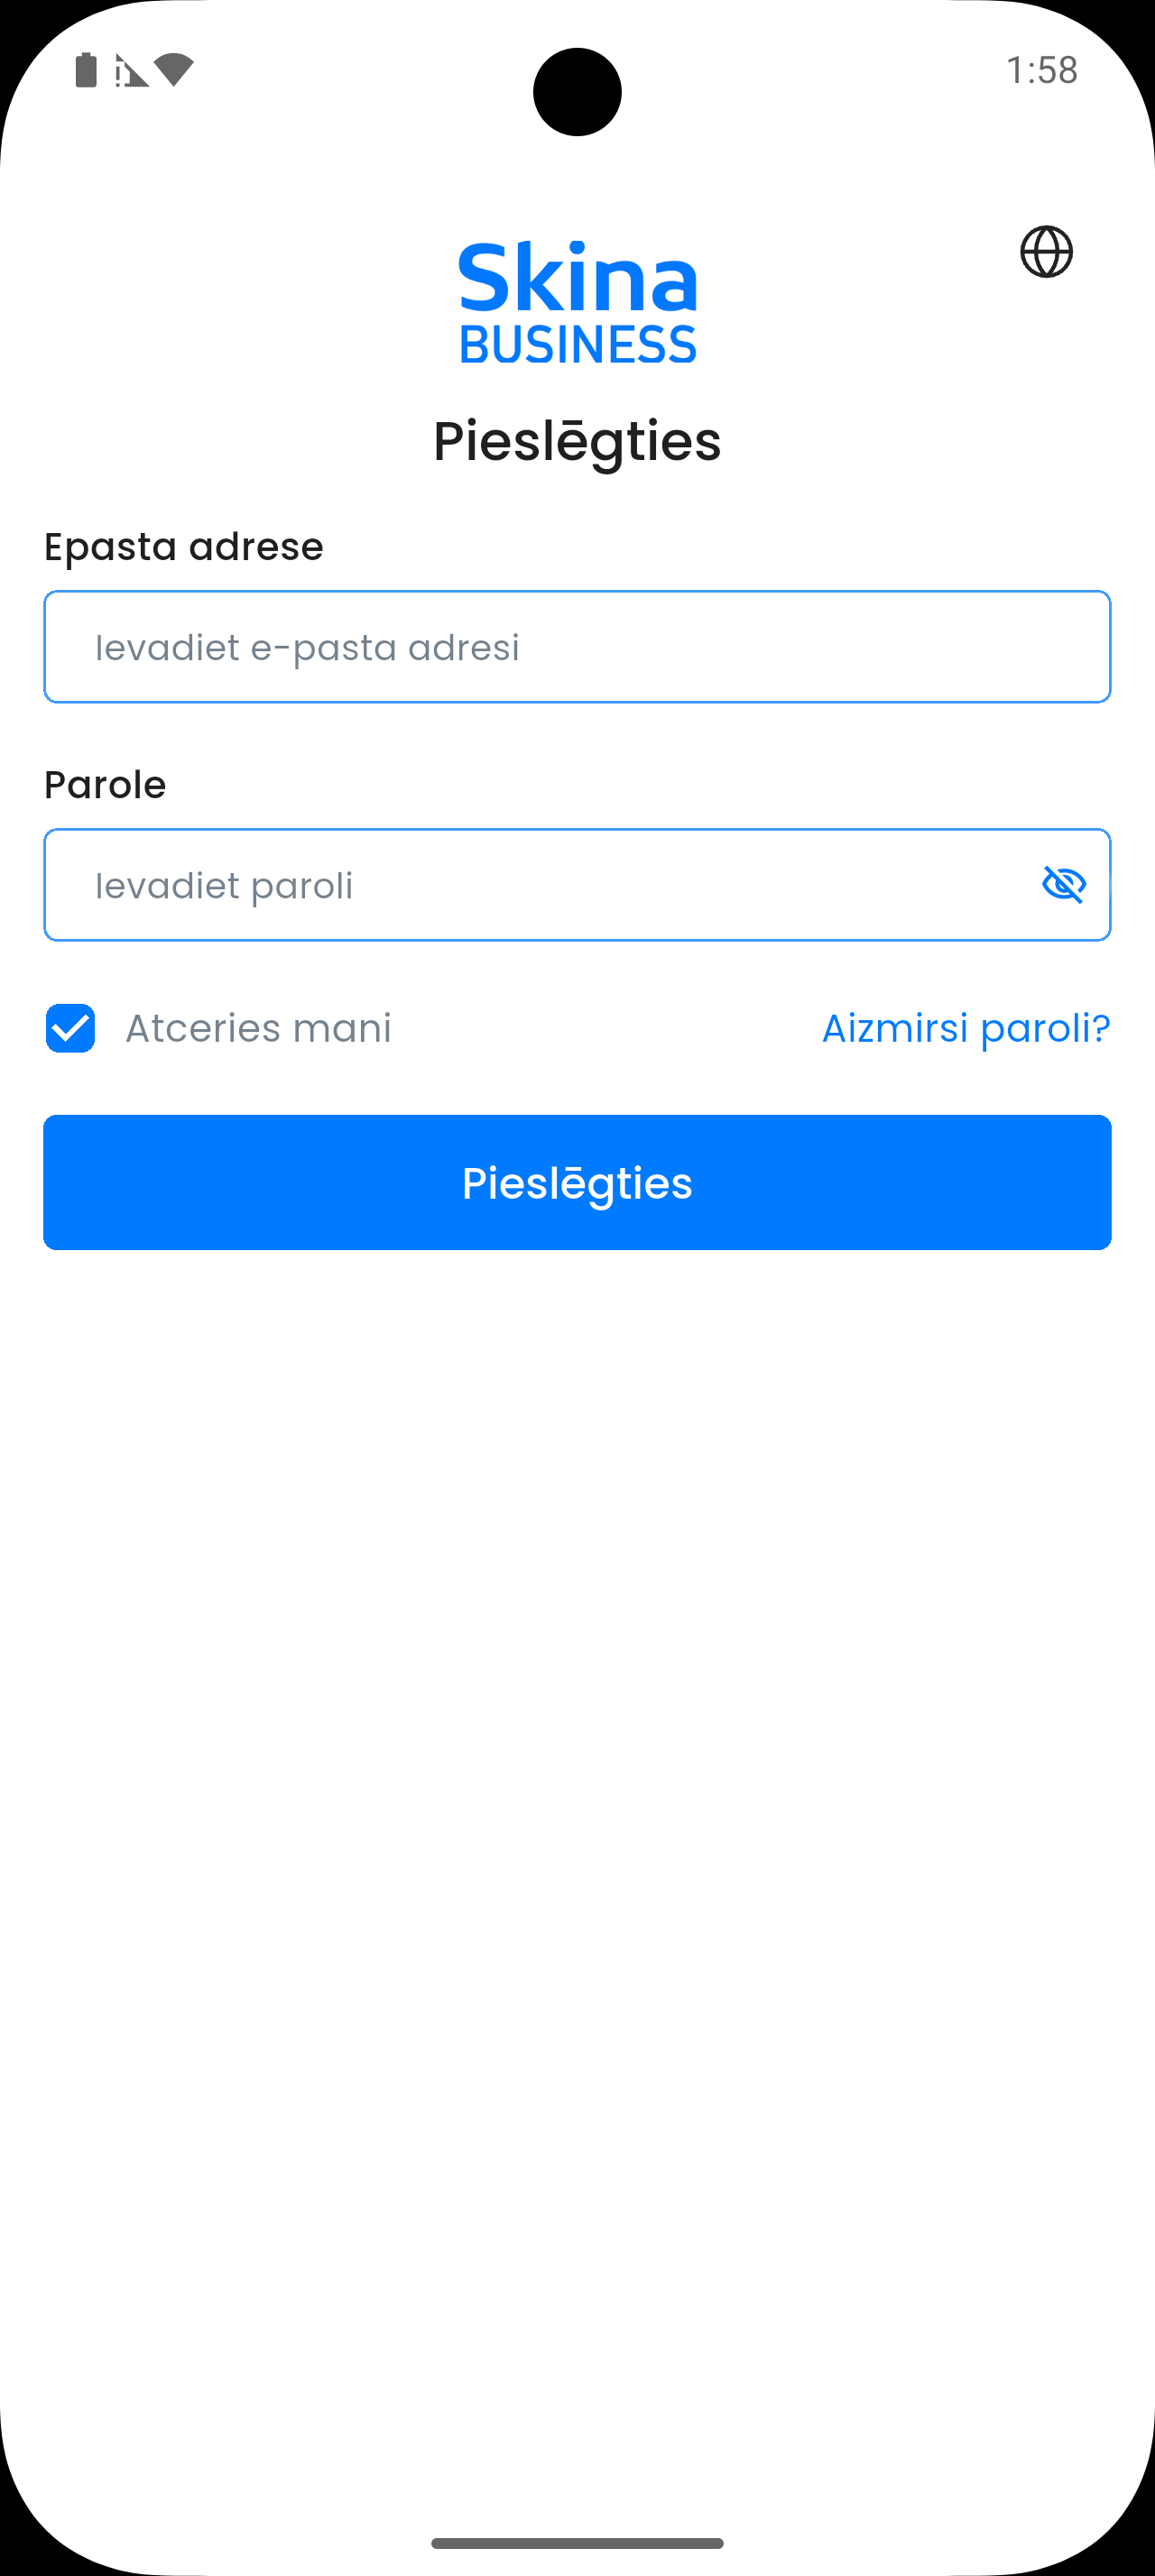 1:58
Skina
BUSINESS
Pieslēgties
Epasta adrese
Ievadiet e-pasta adresi
Parole
Ievadiet paroli
Atceries mani
Aizmirsi paroli?
Pieslēgties